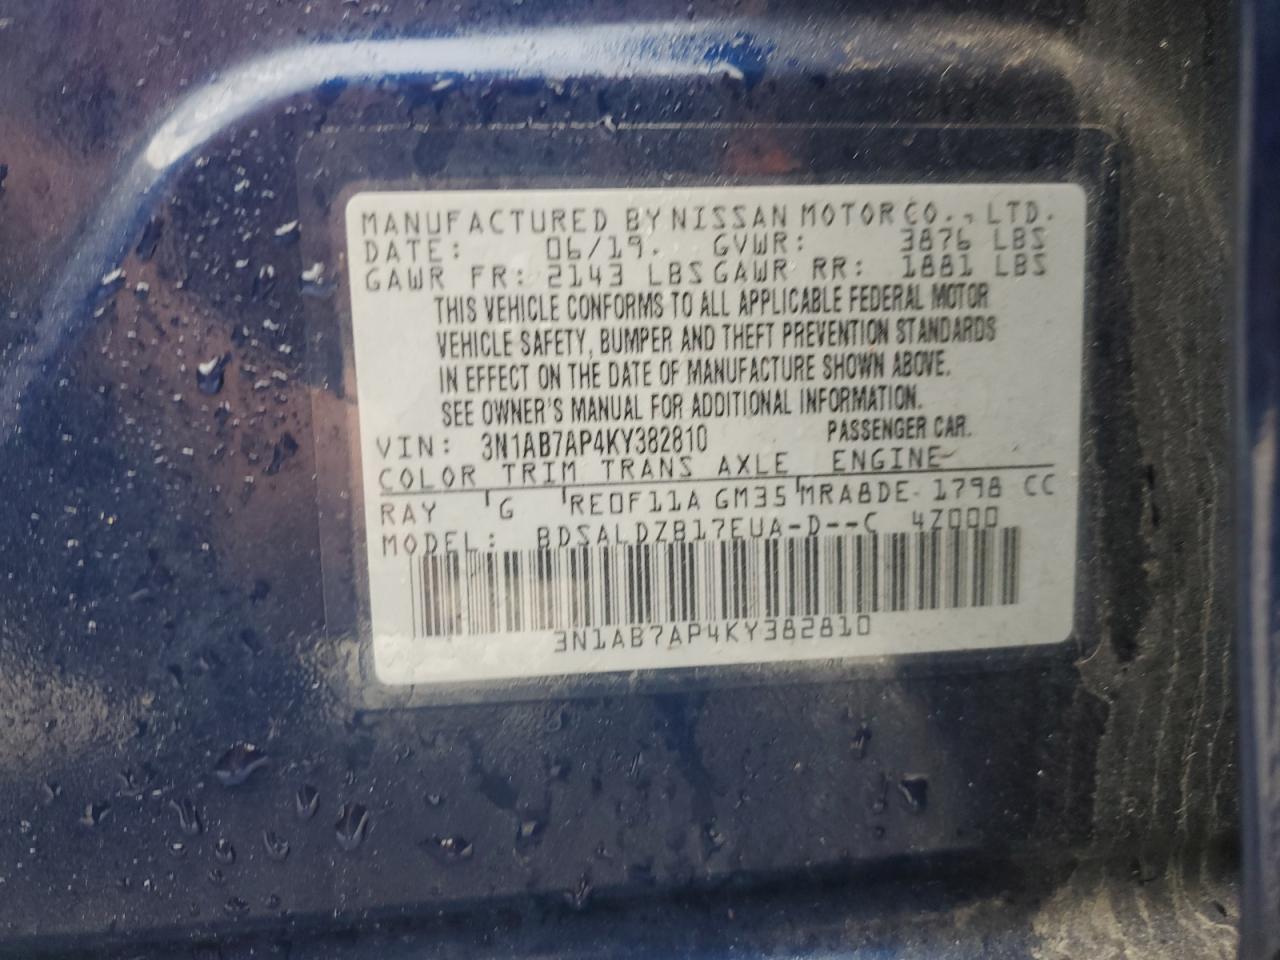 MANUFACTURED BY NISSAN MOTOR CO., LTD.
DATE: 06/19. GVWR: 3876 LBS
GAWR FR: 2143 LBS GAWR RR: 1881 LBS
THIS VEHICLE CONFORMS TO ALL APPLICABLE FEDERAL MOTOR
VEHICLE SAFETY, BUMPER AND THEFT PREVENTION STANDARDS
IN EFFECT ON THE DATE OF MANUFACTURE SHOWN ABOVE.
SEE OWNER'S MANUAL FOR ADDITIONAL INFORMATION.
VIN: 3N1AB7AP4KY382810 PASSENGER CAR.
COLOR TRIM TRANS AXLE ENGINE
RAY G RE0F11A GM35 MRA8DE 1798 CC
MODEL: BDSALDZB17EUA-D--C 4Z000
3N1AB7AP4KY382810